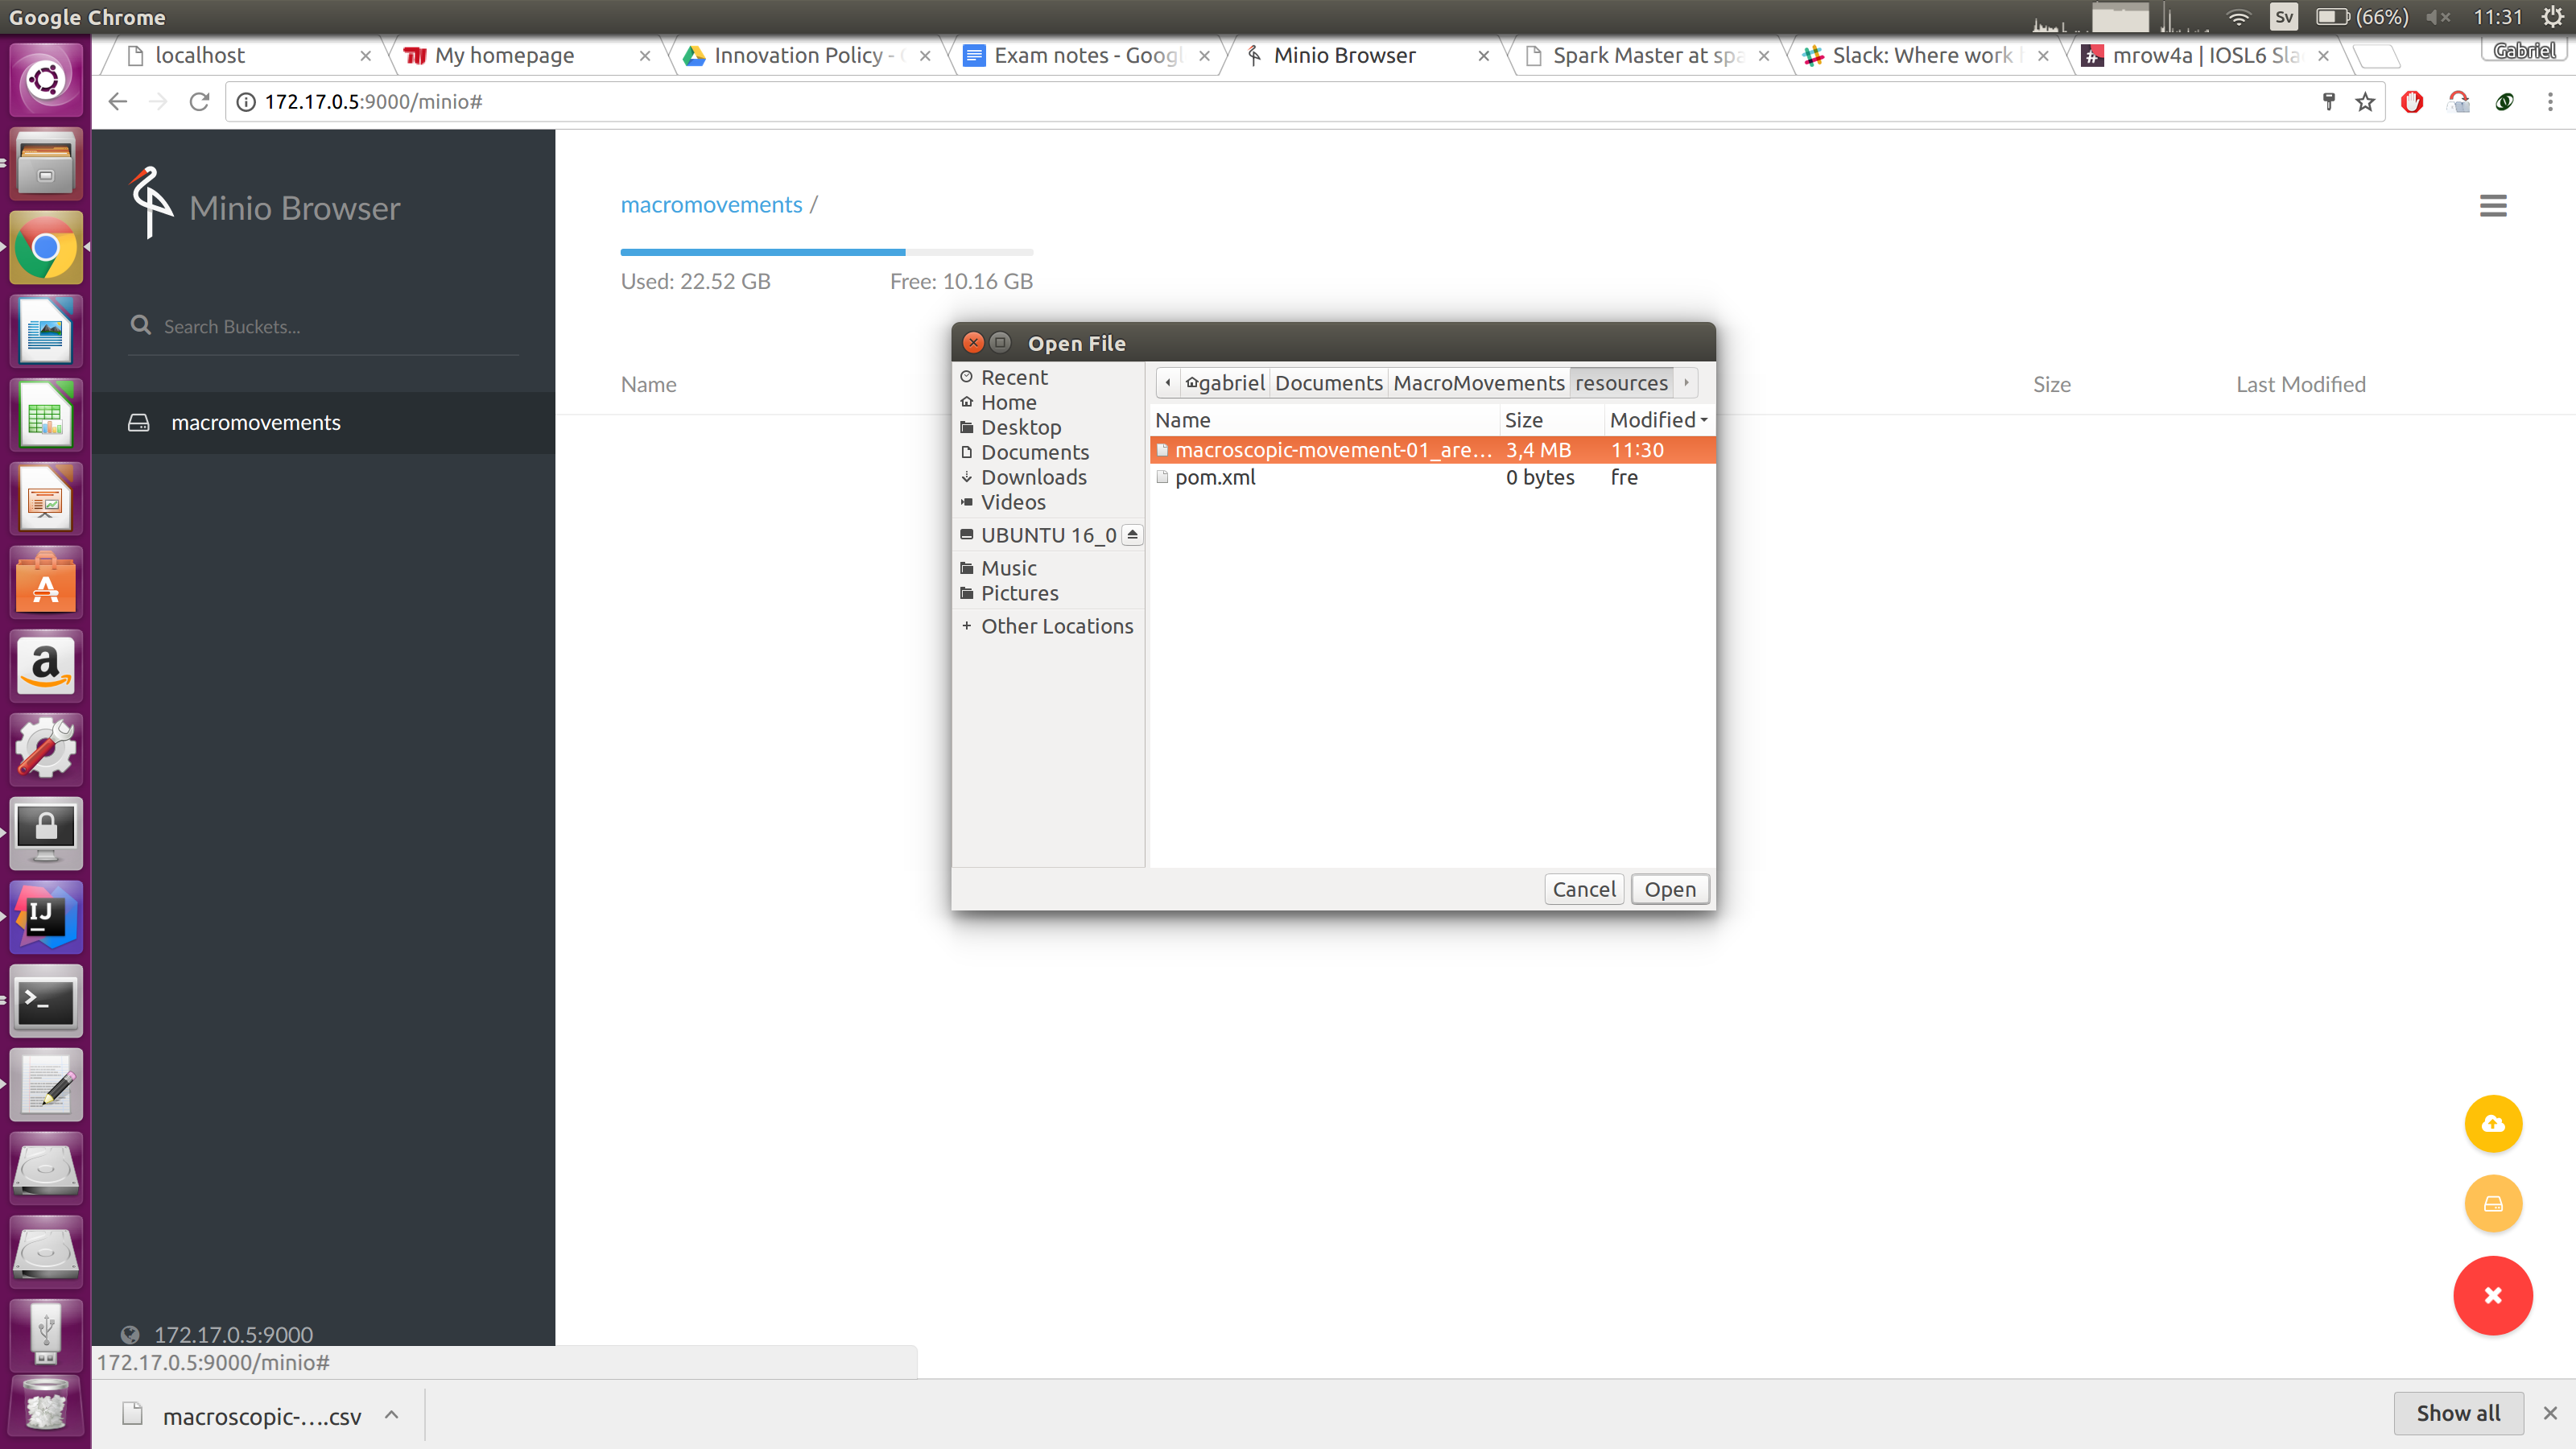 Google Chrome
Sv (66%) 11:31
localhost
My homepage
Innovation Policy - G
Exam notes - Googl
Minio Browser
Spark Master at spa
Slack: Where work h
mrow4a | IOSL6 Sla
Gabriel
172.17.0.5:9000/minio#
Minio Browser
Search Buckets...
macromovements
172.17.0.5:9000
172.17.0.5:9000/minio#
macromovements /
Used: 22.52 GB Free: 10.16 GB
Name Size Last Modified
Open File
Recent
Home
Desktop
Documents
Downloads
Videos
UBUNTU 16_0
Music
Pictures
Other Locations
gabriel Documents MacroMovements resources
Name Size Modified
macroscopic-movement-01_are... 3,4 MB 11:30
pom.xml 0 bytes fre
Cancel Open
macroscopic-....csv
Show all